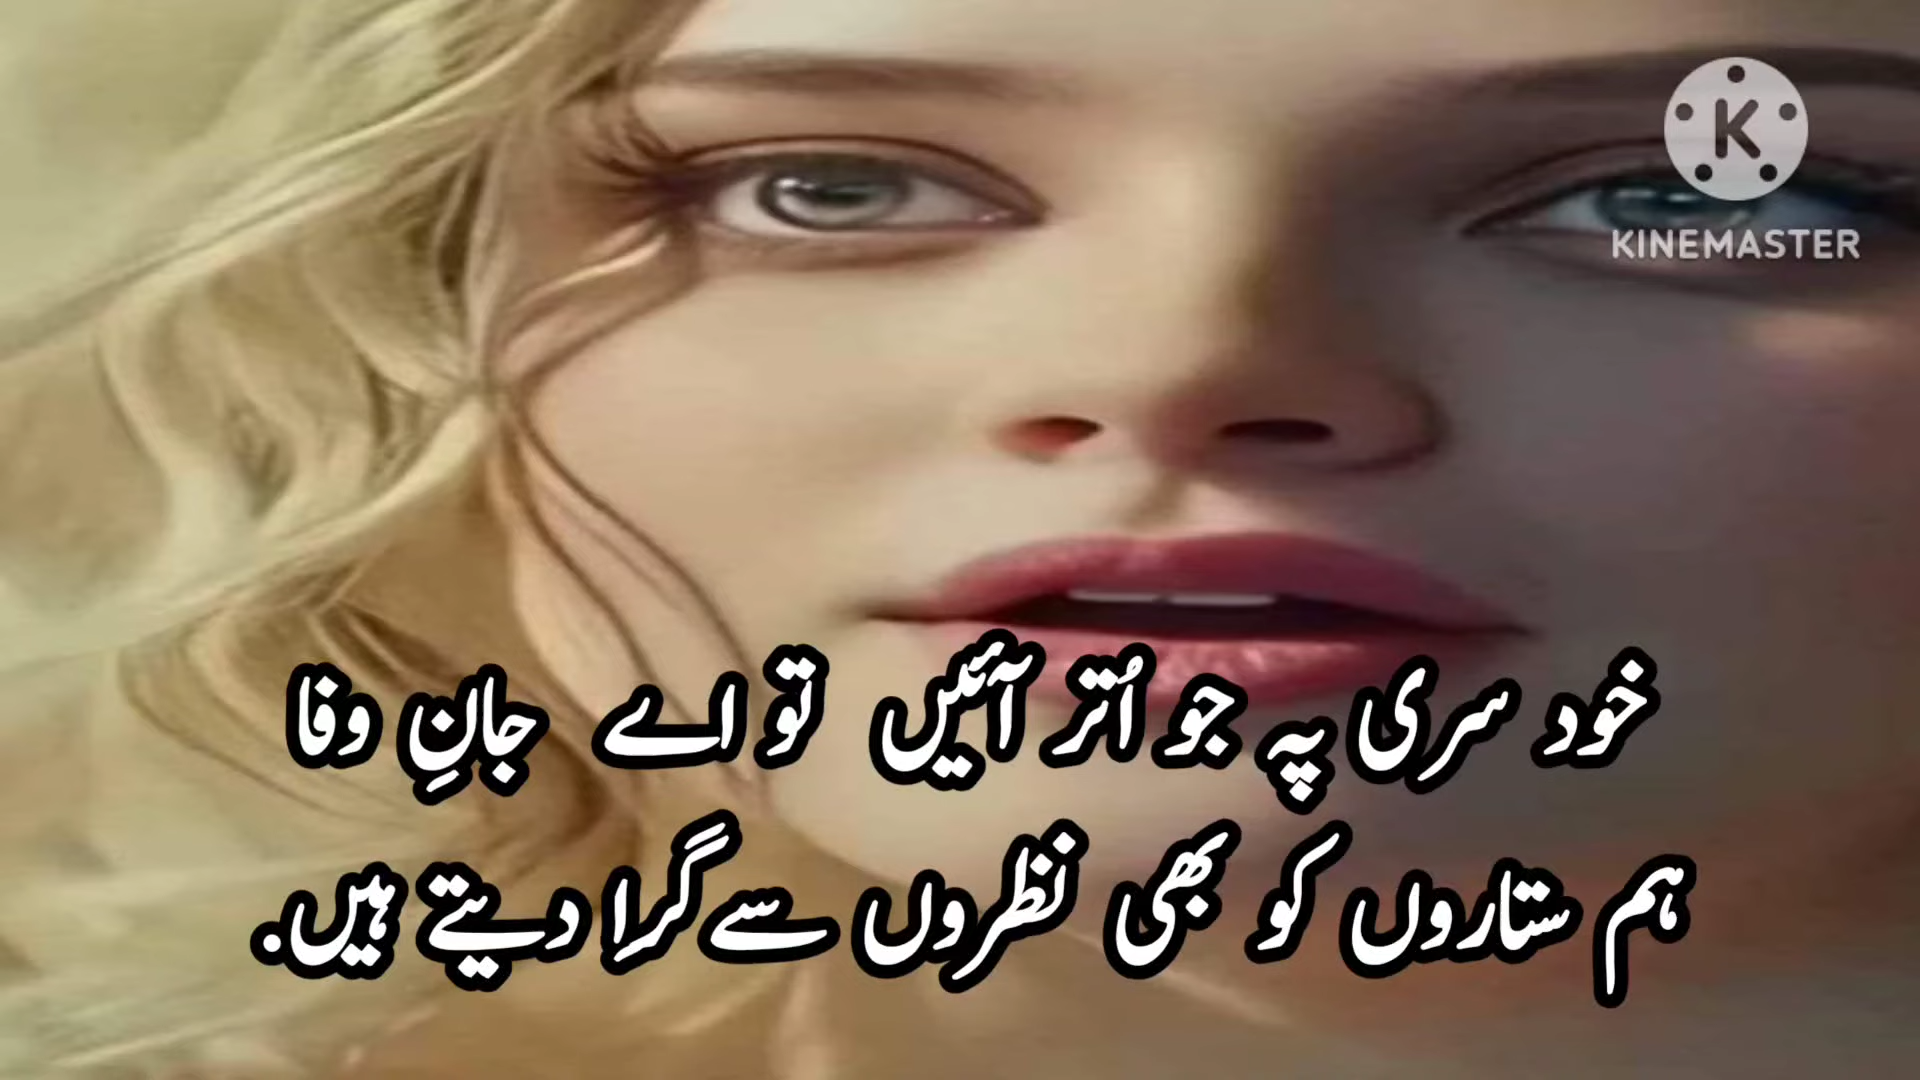 KINEMASTER
خود سری پہ جو اُتر آئیں تو اے جانِ وفا
ہم ستاروں کو بھی نظروں سے گرا دیتے ہیں.